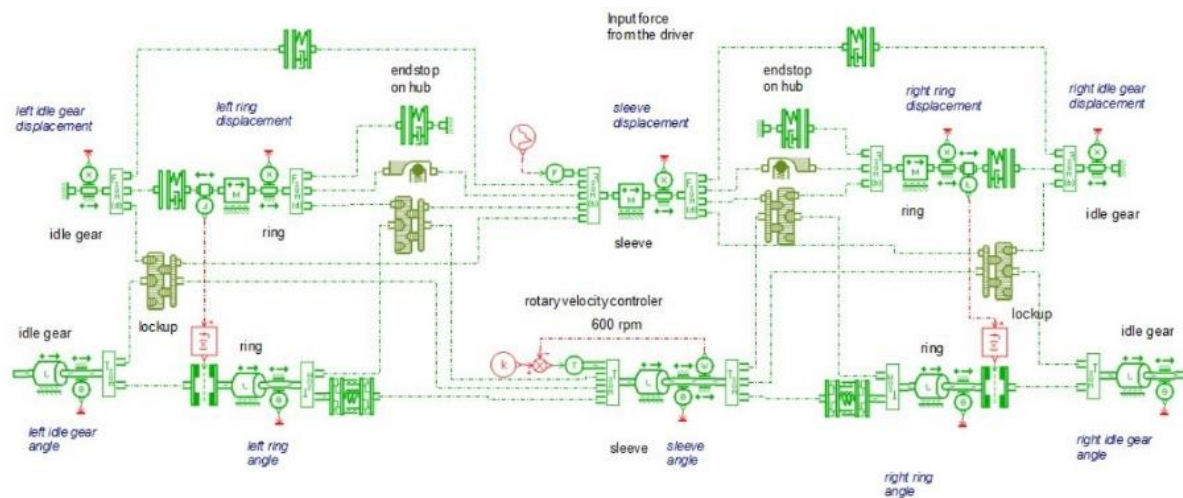 Input force
from the driver
endstop
on hub
endstop
on hub
left idle gear
displacement
left ring
displacement
sleeve
displacement
right ring
displacement
right idle gear
displacement
idle gear
ring
sleeve
ring
idle gear
lockup
rotary velocity controler
600 rpm
lockup
idle gear
ring
ring
idle gear
left idle gear
angle
left ring
angle
sleeve
sleeve
angle
right ring
angle
right idle gear
angle